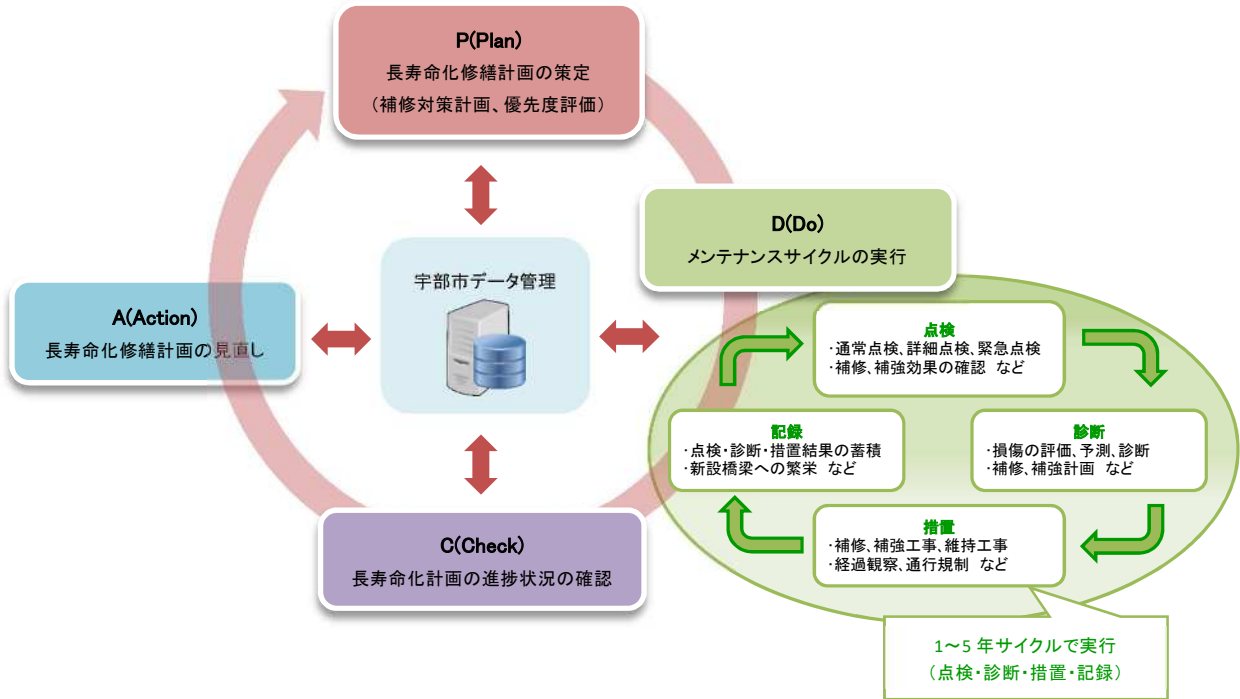 P(Plan)
長寿命化修繕計画の策定
（補修対策計画、優先度評価）
D(Do)
メンテナンスサイクルの実行
宇部市データ管理
A(Action)
長寿命化修繕計画の見直し
点検
・通常点検、詳細点検、緊急点検
・補修、補強効果の確認 など
記録
・点検・診断・措置結果の蓄積
・新設橋梁への繁栄 など
診断
・損傷の評価、予測、診断
・補修、補強計画 など
措置
・補修、補強工事、維持工事
・経過観察、通行規制 など
C(Check)
長寿命化計画の進捗状況の確認
1～5 年サイクルで実行
（点検・診断・措置・記録）